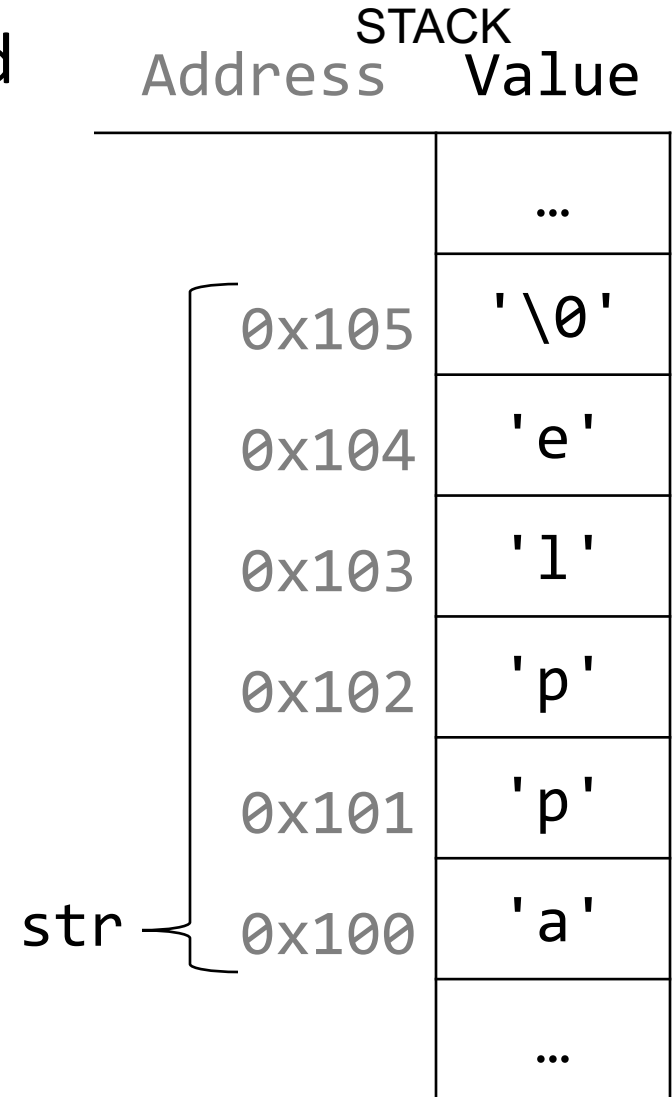 STACK
d
Address Value
…
0x105 '\0'
0x104 'e'
0x103 'l'
0x102 'p'
0x101 'p'
str 0x100 'a'
…